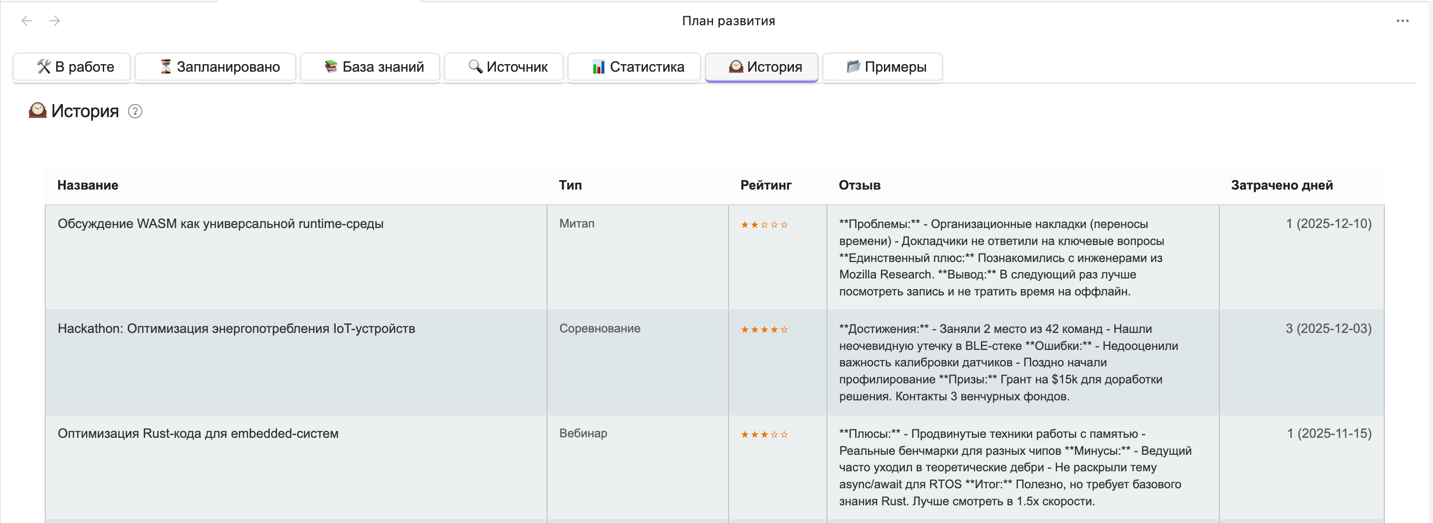 План развития
🛠 В работе
⏳ Запланировано
📚 База знаний
🔍 Источник
📊 Статистика
🕰 История
📂 Примеры
🕰 История ?
Название Тип Рейтинг Отзыв Затрачено дней
Обсуждение WASM как универсальной runtime-среды Митап ★★☆☆☆ **Проблемы:** - Организационные накладки (переносы 1 (2025-12-10)
времени) - Докладчики не ответили на ключевые вопросы
**Единственный плюс:** Познакомились с инженерами из
Mozilla Research. **Вывод:** В следующий раз лучше
посмотреть запись и не тратить время на оффлайн.
Hackathon: Оптимизация энергопотребления IoT-устройств Соревнование ★★★★☆ **Достижения:** - Заняли 2 место из 42 команд - Нашли 3 (2025-12-03)
неочевидную утечку в BLE-стеке **Ошибки:** - Недооценили
важность калибровки датчиков - Поздно начали
профилирование **Призы:** Грант на $15k для доработки
решения. Контакты 3 венчурных фондов.
Оптимизация Rust-кода для embedded-систем Вебинар ★★★☆☆ **Плюсы:** - Продвинутые техники работы с памятью - 1 (2025-11-15)
Реальные бенчмарки для разных чипов **Минусы:** - Ведущий
часто уходил в теоретические дебри - Не раскрыли тему
async/await для RTOS **Итог:** Полезно, но требует базового
знания Rust. Лучше смотреть в 1.5x скорости.